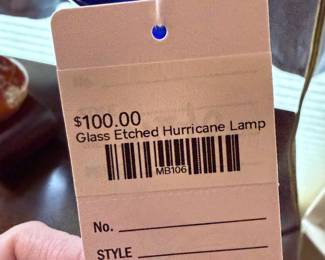 $100.00
Glass Etched Hurricane Lamp
MB106
No.
STYLE